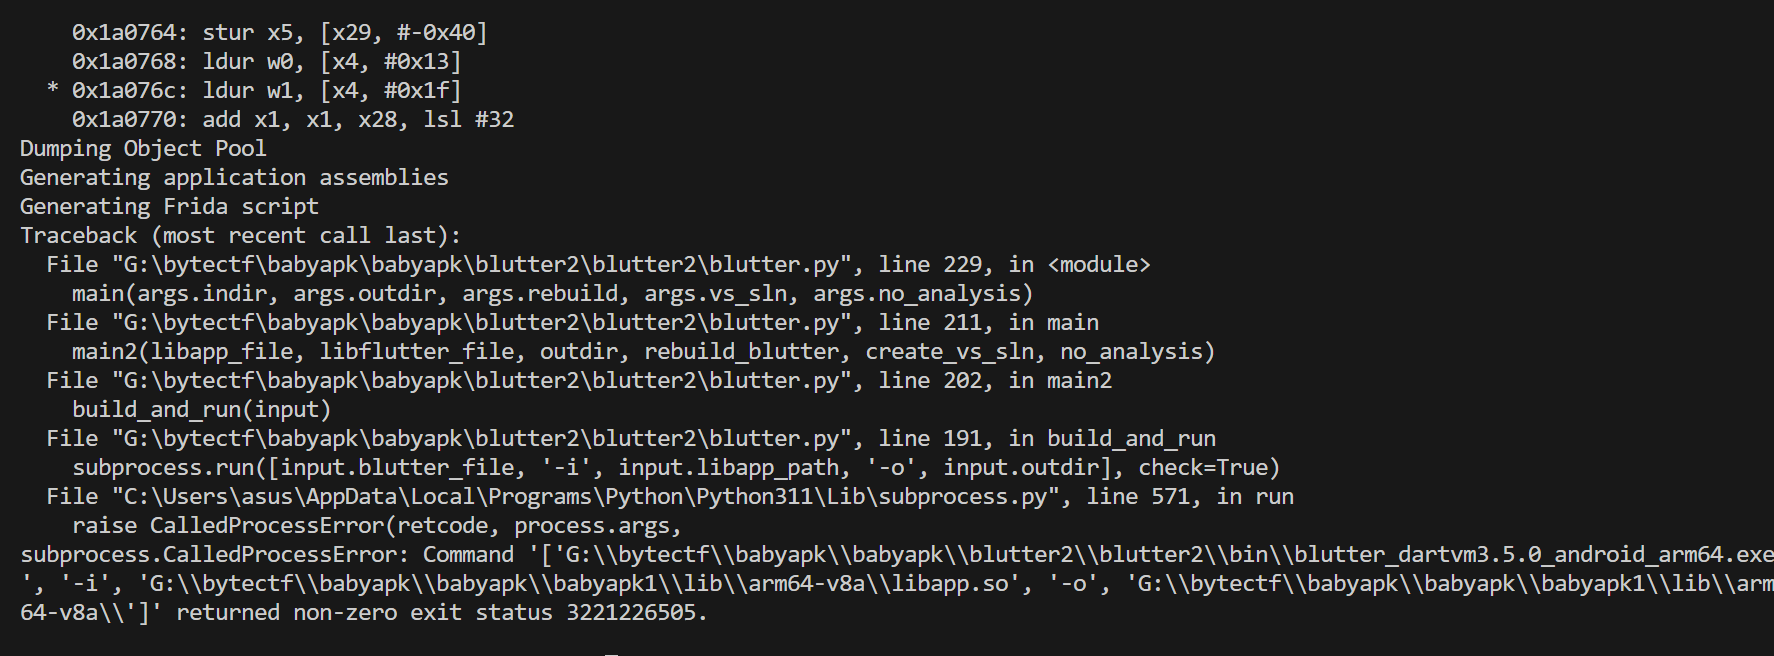 0x1a0764: stur x5, [x29, #-0x40]
0x1a0768: ldur w0, [x4, #0x13]
* 0x1a076c: ldur w1, [x4, #0x1f]
0x1a0770: add x1, x1, x28, lsl #32
Dumping Object Pool
Generating application assemblies
Generating Frida script
Traceback (most recent call last):
File "G:\bytectf\babyapk\babyapk\blutter2\blutter2\blutter.py", line 229, in <module>
main(args.indir, args.outdir, args.rebuild, args.vs_sln, args.no_analysis)
File "G:\bytectf\babyapk\babyapk\blutter2\blutter2\blutter.py", line 211, in main
main2(libapp_file, libflutter_file, outdir, rebuild_blutter, create_vs_sln, no_analysis)
File "G:\bytectf\babyapk\babyapk\blutter2\blutter2\blutter.py", line 202, in main2
build_and_run(input)
File "G:\bytectf\babyapk\babyapk\blutter2\blutter2\blutter.py", line 191, in build_and_run
subprocess.run([input.blutter_file, '-i', input.libapp_path, '-o', input.outdir], check=True)
File "C:\Users\asus\AppData\Local\Programs\Python\Python311\Lib\subprocess.py", line 571, in run
raise CalledProcessError(retcode, process.args,
subprocess.CalledProcessError: Command '['G:\\bytectf\\babyapk\\babyapk\\blutter2\\blutter2\\bin\\blutter_dartvm3.5.0_android_arm64.exe
', '-i', 'G:\\bytectf\\babyapk\\babyapk\\babyapk1\\lib\\arm64-v8a\\libapp.so', '-o', 'G:\\bytectf\\babyapk\\babyapk\\babyapk1\\lib\\arm
64-v8a\\']' returned non-zero exit status 3221226505.